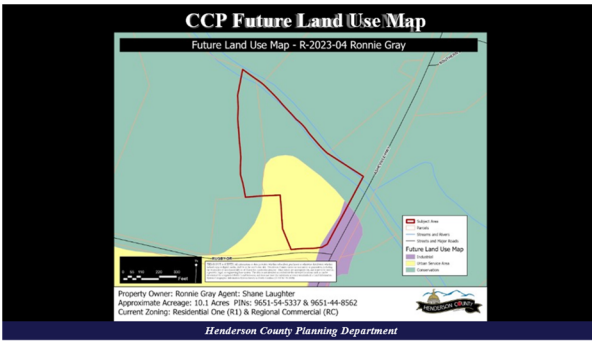 CCP Future Land Use Map
Future Land Use Map - R-2023-04 Ronnie Gray
Subject Area
Parcels
Streams and Rivers
Streets and Major Roads
Future Land Use Map
Industrial
Urban Service Area
Conservation
Feet
Property Owner: Ronnie Gray Agent: Shane Laughter
Approximate Acreage: 10.1 Acres PINs: 9651-54-5337 & 9651-44-8562
Current Zoning: Residential One (R1) & Regional Commercial (RC)
HENDERSON COUNTY
Henderson County Planning Department